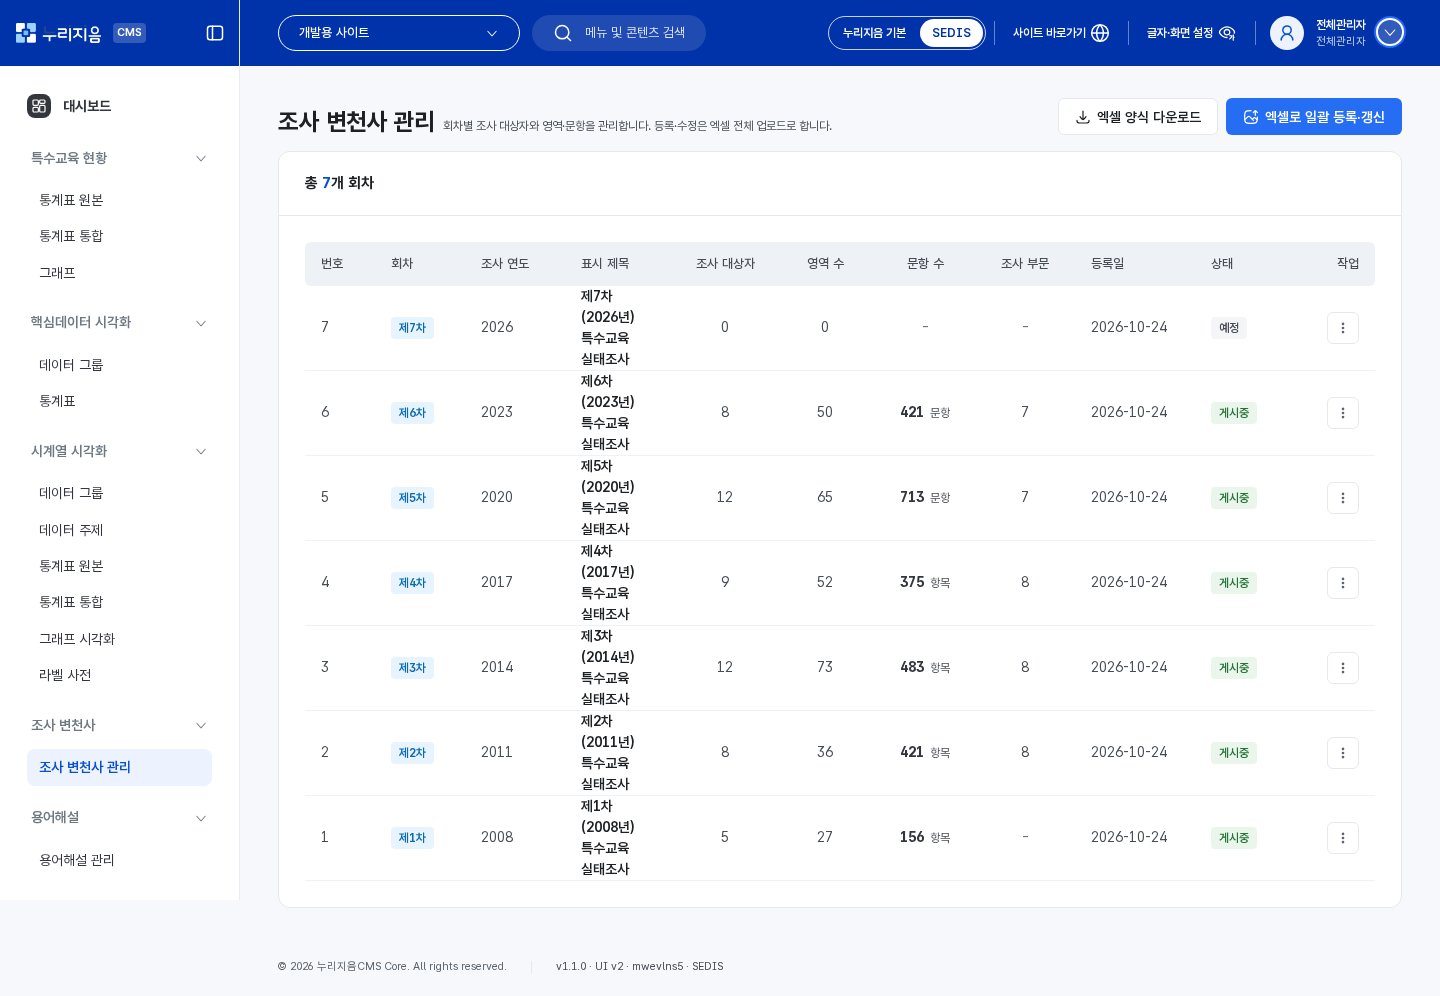 누리지음 CMS
개발용 사이트
메뉴 및 콘텐츠 검색
누리지음 기본 SEDIS
사이트 바로가기
글자·화면 설정
전체관리자
전체관리자
대시보드
특수교육 현황
통계표 원본
통계표 통합
그래프
핵심데이터 시각화
데이터 그룹
통계표
시계열 시각화
데이터 그룹
데이터 주제
통계표 원본
통계표 통합
그래프 시각화
라벨 사전
조사 변천사
조사 변천사 관리
용어해설
용어해설 관리
조사 변천사 관리 회차별 조사 대상자와 영역·문항을 관리합니다. 등록·수정은 엑셀 전체 업로드로 합니다.
엑셀 양식 다운로드
엑셀로 일괄 등록·갱신
총 7개 회차
번호 회차 조사 연도 표시 제목 조사 대상자 영역 수 문항 수 조사 부문 등록일 상태 작업
7 제7차 2026 제7차 (2026년) 특수교육 실태조사 0 0 - - 2026-10-24 예정
6 제6차 2023 제6차 (2023년) 특수교육 실태조사 8 50 421 문항 7 2026-10-24 게시중
5 제5차 2020 제5차 (2020년) 특수교육 실태조사 12 65 713 문항 7 2026-10-24 게시중
4 제4차 2017 제4차 (2017년) 특수교육 실태조사 9 52 375 항목 8 2026-10-24 게시중
3 제3차 2014 제3차 (2014년) 특수교육 실태조사 12 73 483 항목 8 2026-10-24 게시중
2 제2차 2011 제2차 (2011년) 특수교육 실태조사 8 36 421 항목 8 2026-10-24 게시중
1 제1차 2008 제1차 (2008년) 특수교육 실태조사 5 27 156 항목 - 2026-10-24 게시중
© 2026 누리지음CMS Core. All rights reserved.
v1.1.0 · UI v2 · mwevlns5 · SEDIS